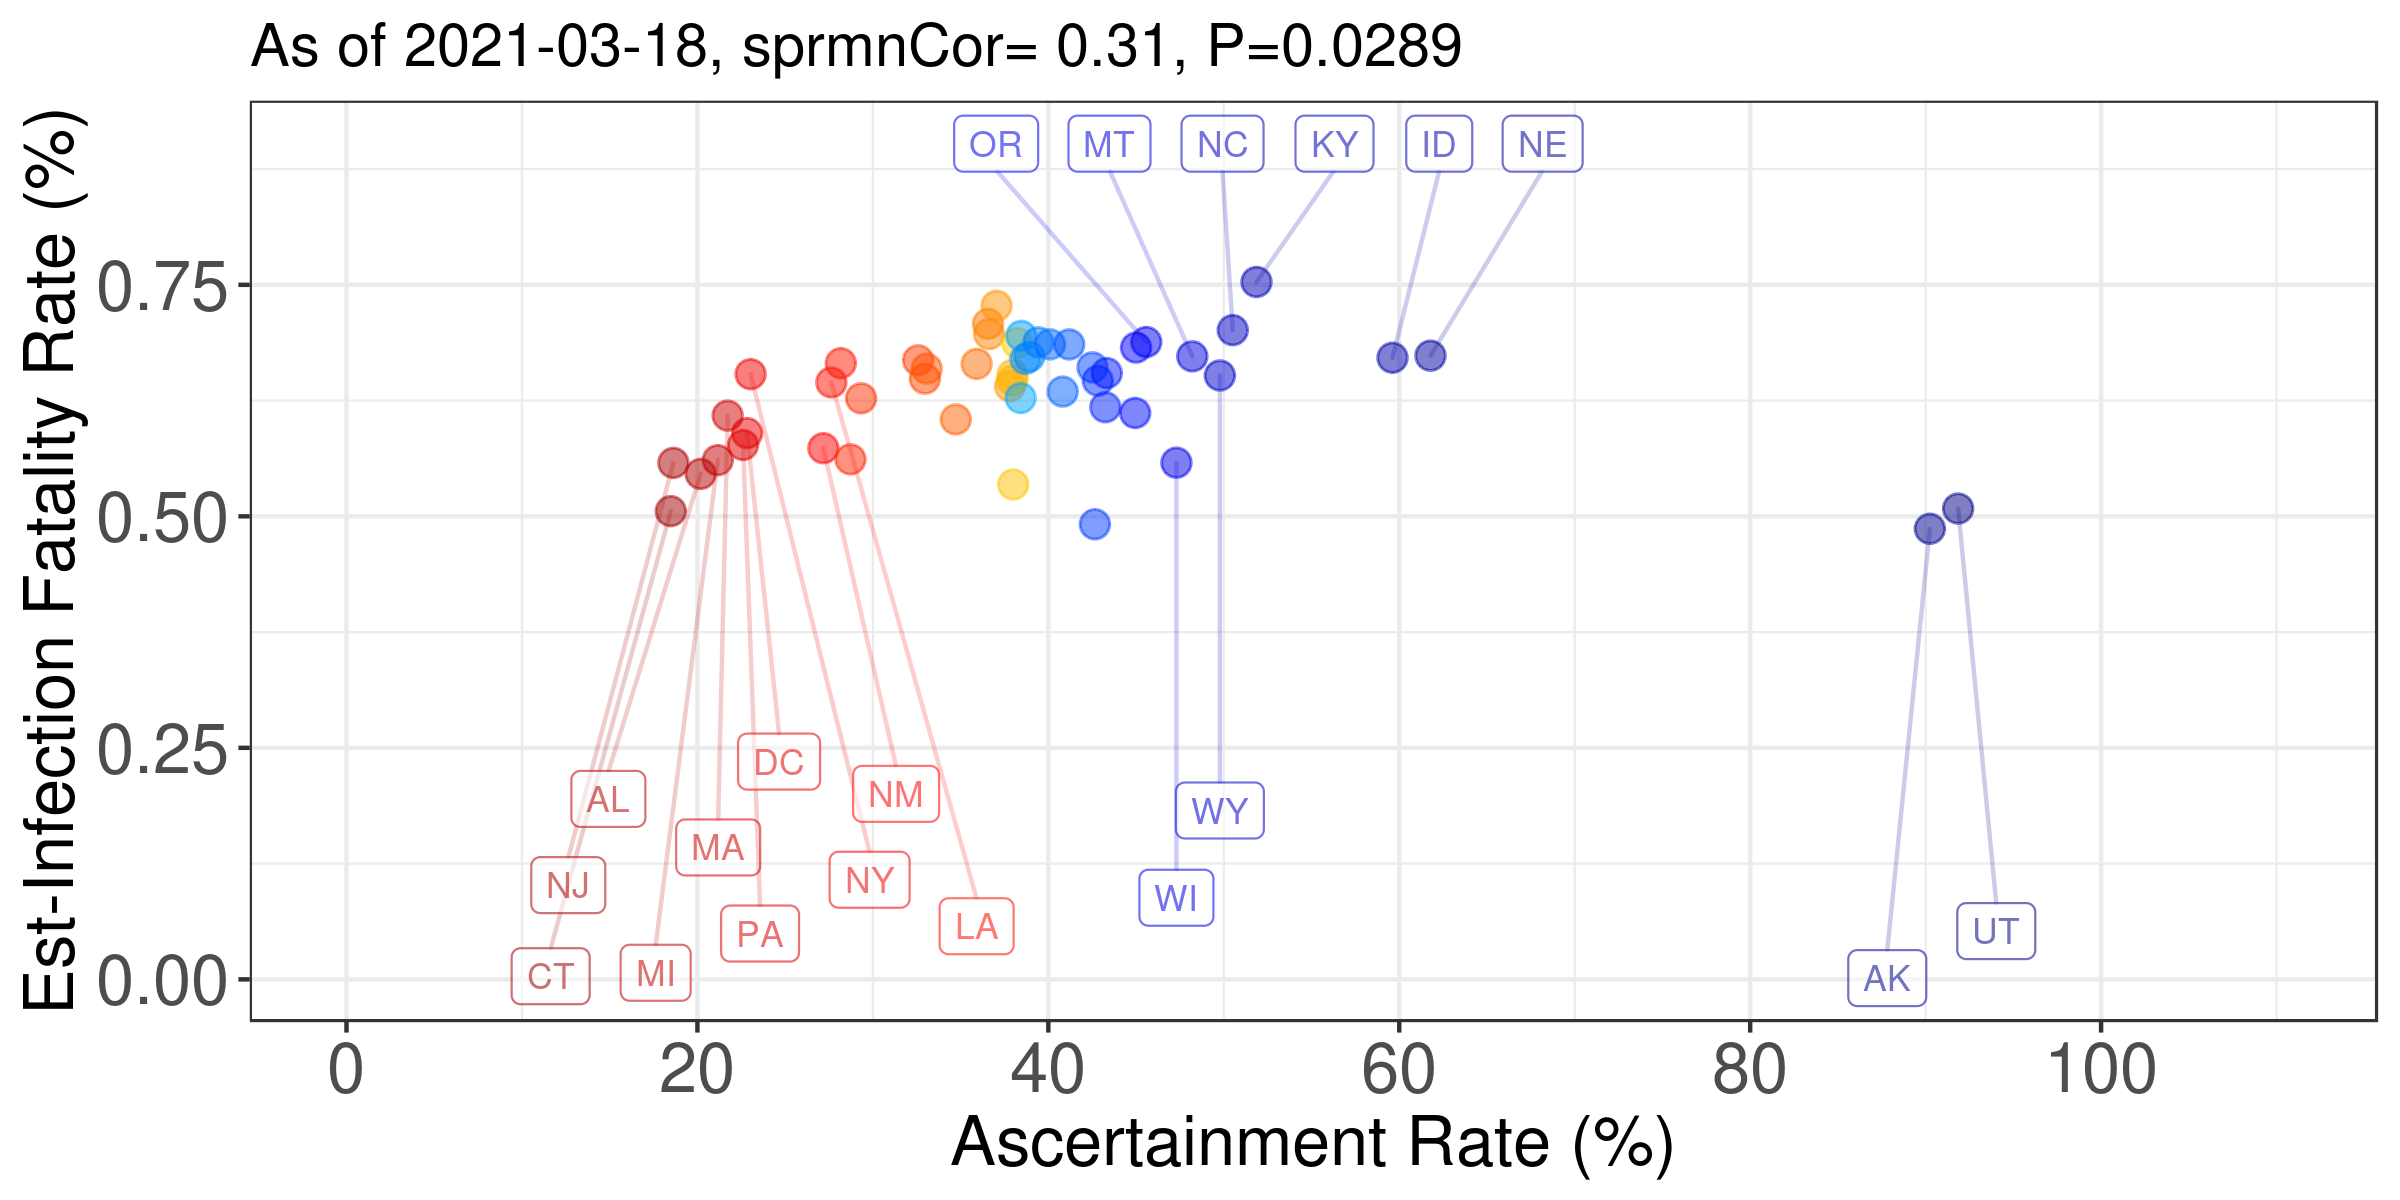 As of 2021-03-18, sprmnCor= 0.31, P=0.0289
Est-Infection Fatality Rate (%)
OR MT NC KY ID NE
0.75
0.50
0.25
0.00
DC
AL NM
WY
MA
NJ NY
WI
PA LA UT
CT MI AK
0 20 40 60 80 100
Ascertainment Rate (%)